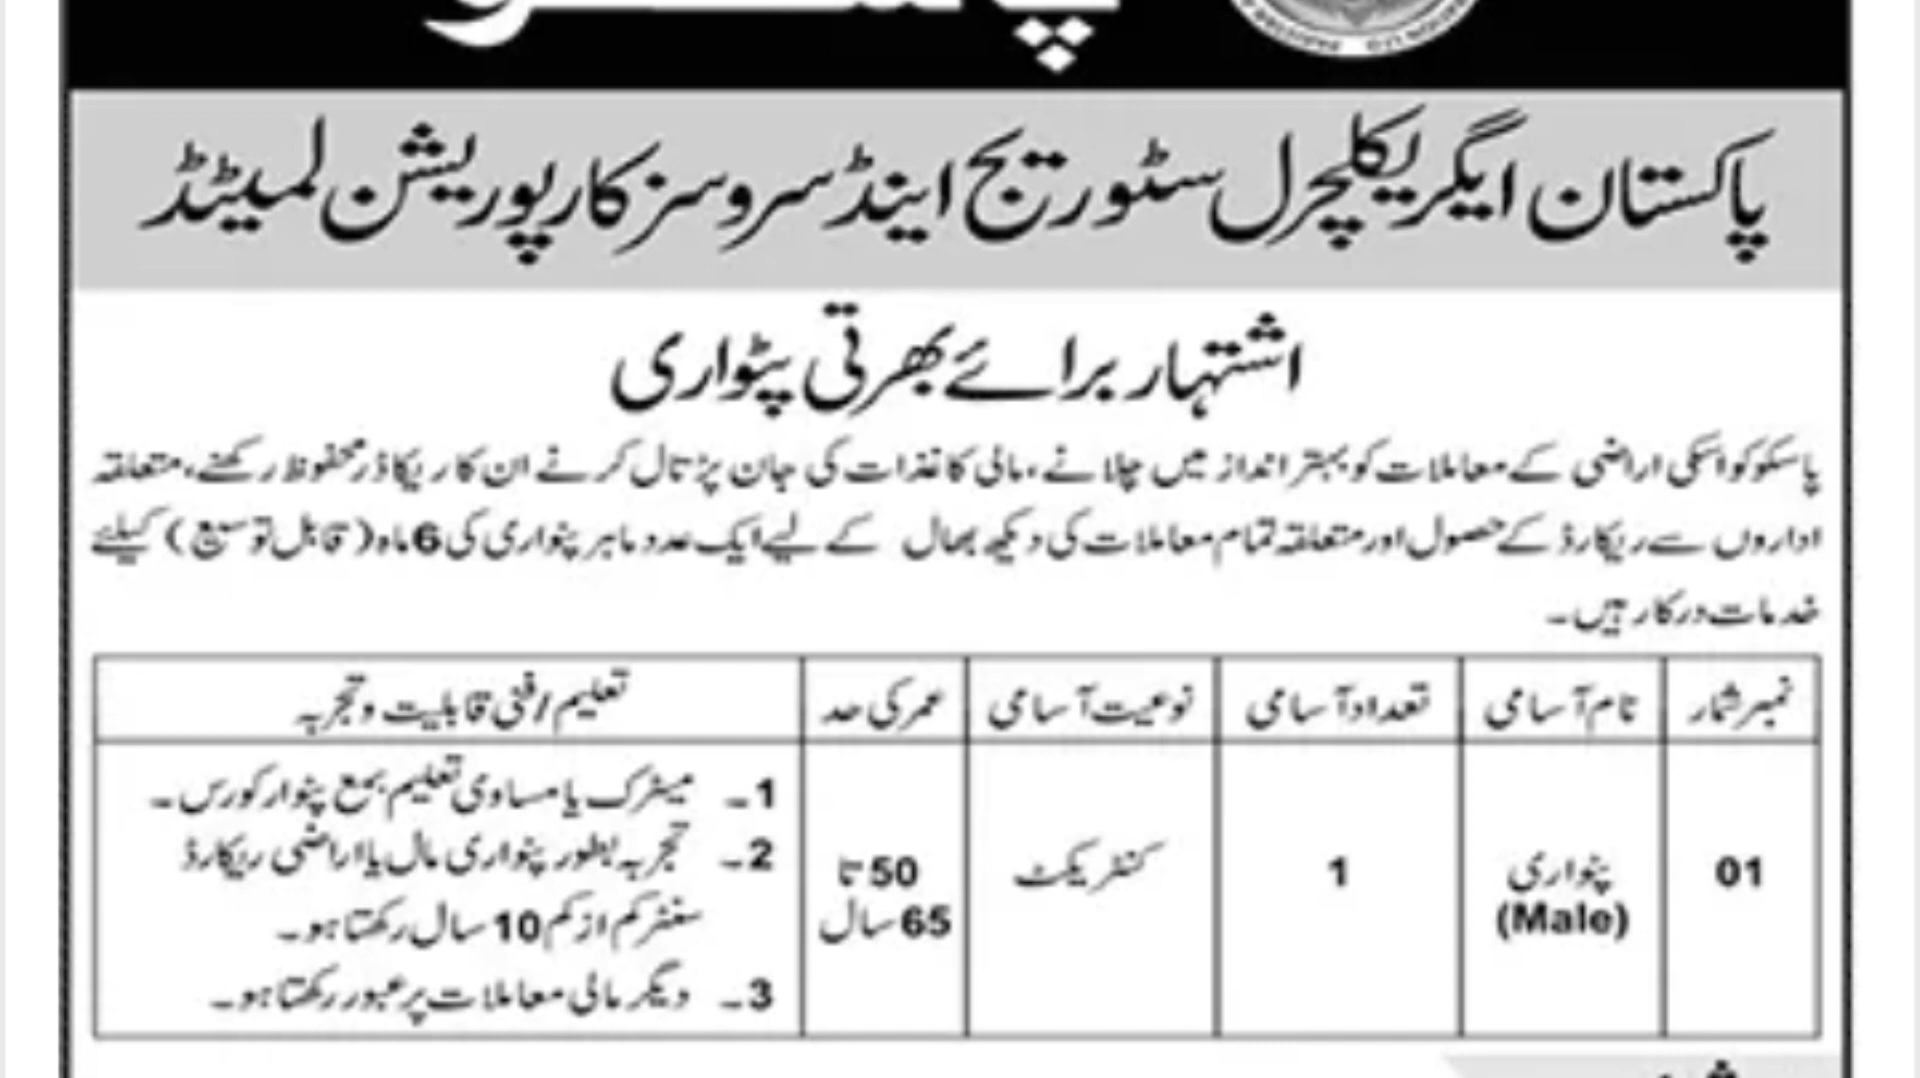 پاکستان ایگریکلچرل سٹوریج اینڈ سروسز کارپوریشن لمیٹڈ
اشتہار برائے بھرتی پٹواری
پاسکو کو اسکی اراضی کے معاملات کو بہتر انداز میں چلانے، مالی کاغذات کی جان پڑتال کرنے ان کا ریکاڈر محفوظ رکھنے، متعلقہ
اداروں سے ریکارڈ کے حصول اور متعلقہ تمام معاملات کی دیکھ بھال کے لیے ایک عدد ماہر پٹواری کی 6 ماہ (قابل توسیع) کیلئے
خدمات درکار ہیں۔
نمبر شمار نام آسامی تعداد آسامی نوعیت آسامی عمر کی حد تعلیم / فنی قابلیت و تجربہ
01 پٹواری (Male) 1 کنٹریکٹ 50 تا 65 سال
1۔ میٹرک یا مساوی تعلیم بمع پٹوار کورس۔
2۔ تجربہ بطور پٹواری مال یا اراضی ریکارڈ
سنٹر کم از کم 10 سال رکھتا ہو۔
3۔ دیگر مالی معاملات پر عبور رکھتا ہو۔